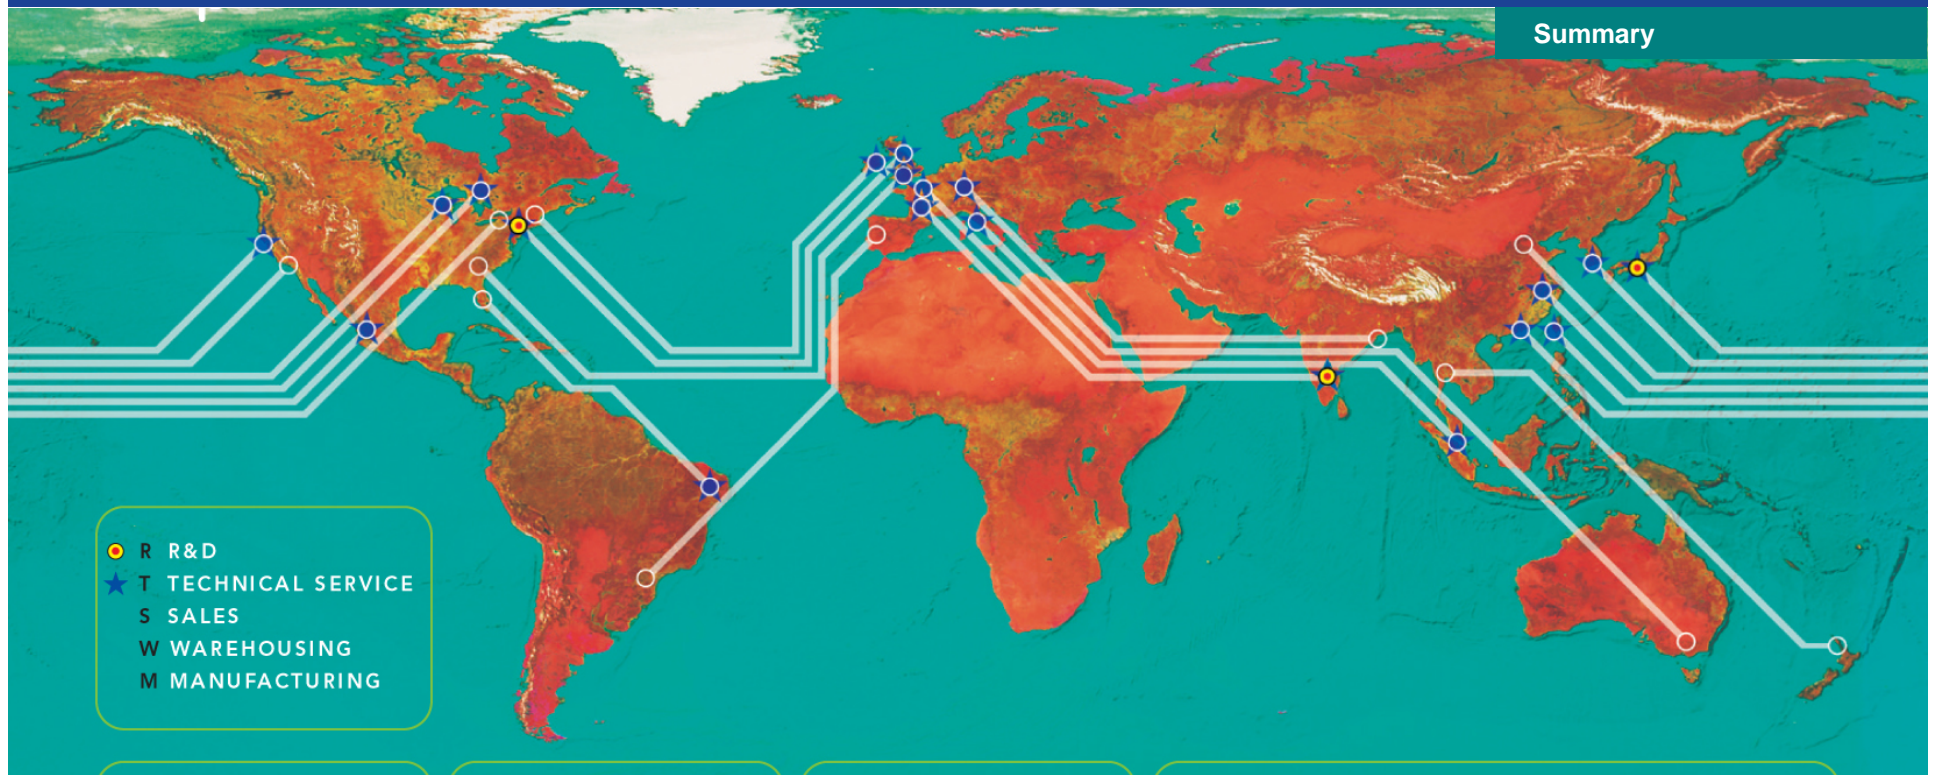 Summary
R R&D
T TECHNICAL SERVICE
S SALES
W WAREHOUSING
M MANUFACTURING